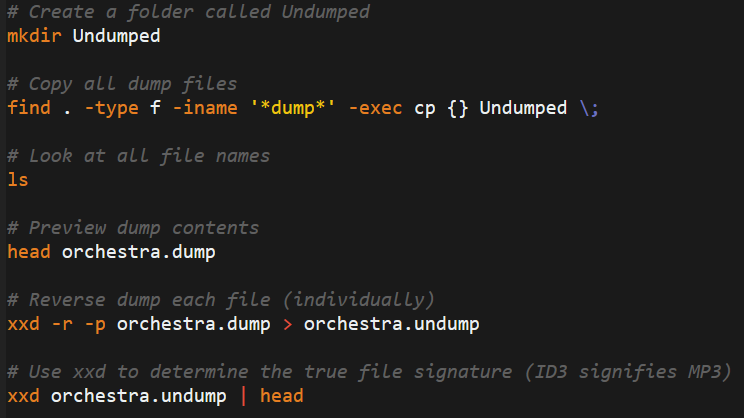 # Create a folder called Undumped
mkdir Undumped
# Copy all dump files
find . -type f -iname '*dump*' -exec cp {} Undumped \;
# Look at all file names
ls
# Preview dump contents
head orchestra.dump
# Reverse dump each file (individually)
xxd -r -p orchestra.dump > orchestra.undump
# Use xxd to determine the true file signature (ID3 signifies MP3)
xxd orchestra.undump | head